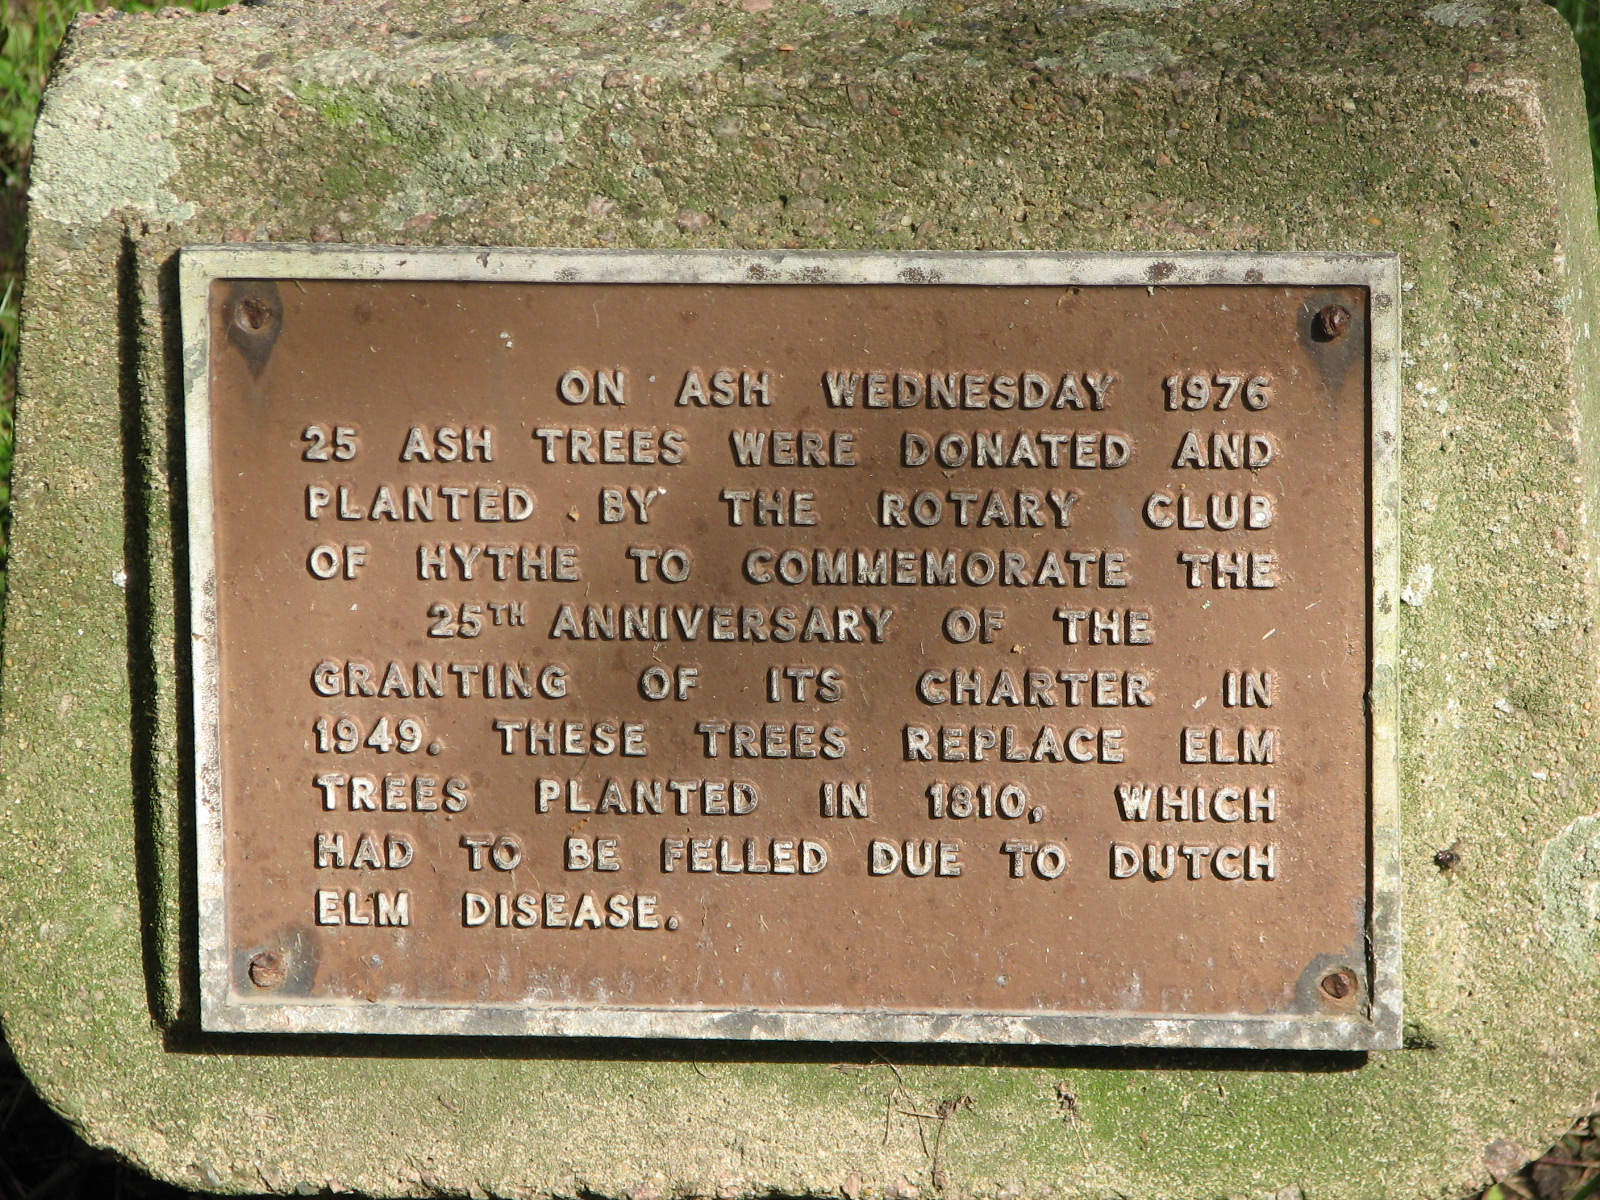 ON ASH WEDNESDAY 1976
25 ASH TREES WERE DONATED AND
PLANTED BY THE ROTARY CLUB
OF HYTHE TO COMMEMORATE THE
25TH ANNIVERSARY OF THE
GRANTING OF ITS CHARTER IN
1949. THESE TREES REPLACE ELM
TREES PLANTED IN 1810, WHICH
HAD TO BE FELLED DUE TO DUTCH
ELM DISEASE.